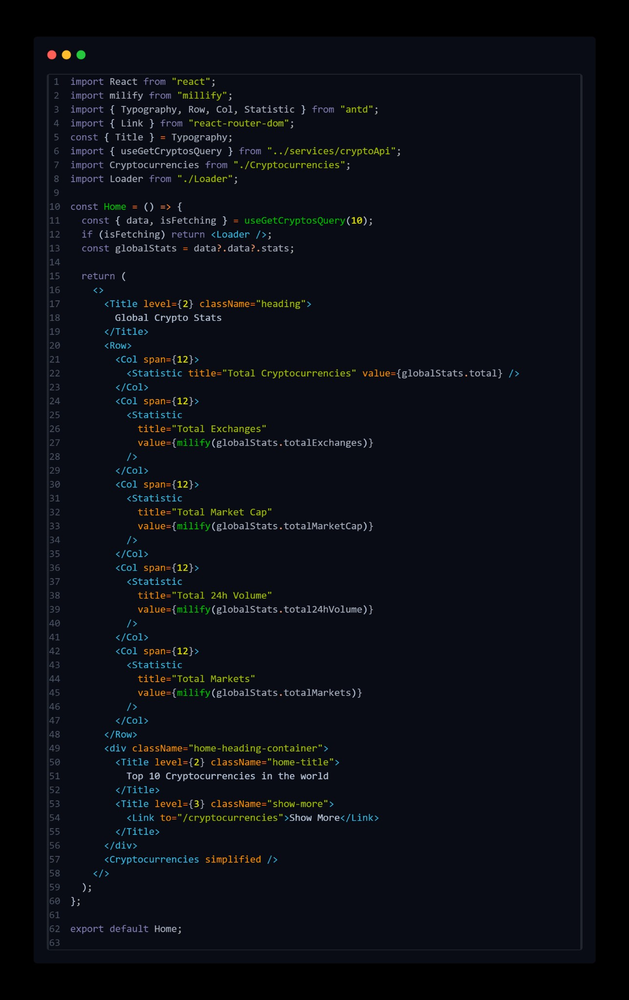 1 import React from "react";
2 import milify from "millify";
3 import { Typography, Row, Col, Statistic } from "antd";
4 import { Link } from "react-router-dom";
5 const { Title } = Typography;
6 import { useGetCryptosQuery } from "../services/cryptoApi";
7 import Cryptocurrencies from "./Cryptocurrencies";
8 import Loader from "./Loader";
9
10 const Home = () => {
11   const { data, isFetching } = useGetCryptosQuery(10);
12   if (isFetching) return <Loader />;
13   const globalStats = data?.data?.stats;
14
15   return (
16     <>
17       <Title level={2} className="heading">
18         Global Crypto Stats
19       </Title>
20       <Row>
21         <Col span={12}>
22           <Statistic title="Total Cryptocurrencies" value={globalStats.total} />
23         </Col>
24         <Col span={12}>
25           <Statistic
26             title="Total Exchanges"
27             value={milify(globalStats.totalExchanges)}
28           />
29         </Col>
30         <Col span={12}>
31           <Statistic
32             title="Total Market Cap"
33             value={milify(globalStats.totalMarketCap)}
34           />
35         </Col>
36         <Col span={12}>
37           <Statistic
38             title="Total 24h Volume"
39             value={milify(globalStats.total24hVolume)}
40           />
41         </Col>
42         <Col span={12}>
43           <Statistic
44             title="Total Markets"
45             value={milify(globalStats.totalMarkets)}
46           />
47         </Col>
48       </Row>
49       <div className="home-heading-container">
50         <Title level={2} className="home-title">
51           Top 10 Cryptocurrencies in the world
52         </Title>
53         <Title level={3} className="show-more">
54           <Link to="/cryptocurrencies">Show More</Link>
55         </Title>
56       </div>
57       <Cryptocurrencies simplified />
58     </>
59   );
60 };
61
62 export default Home;
63